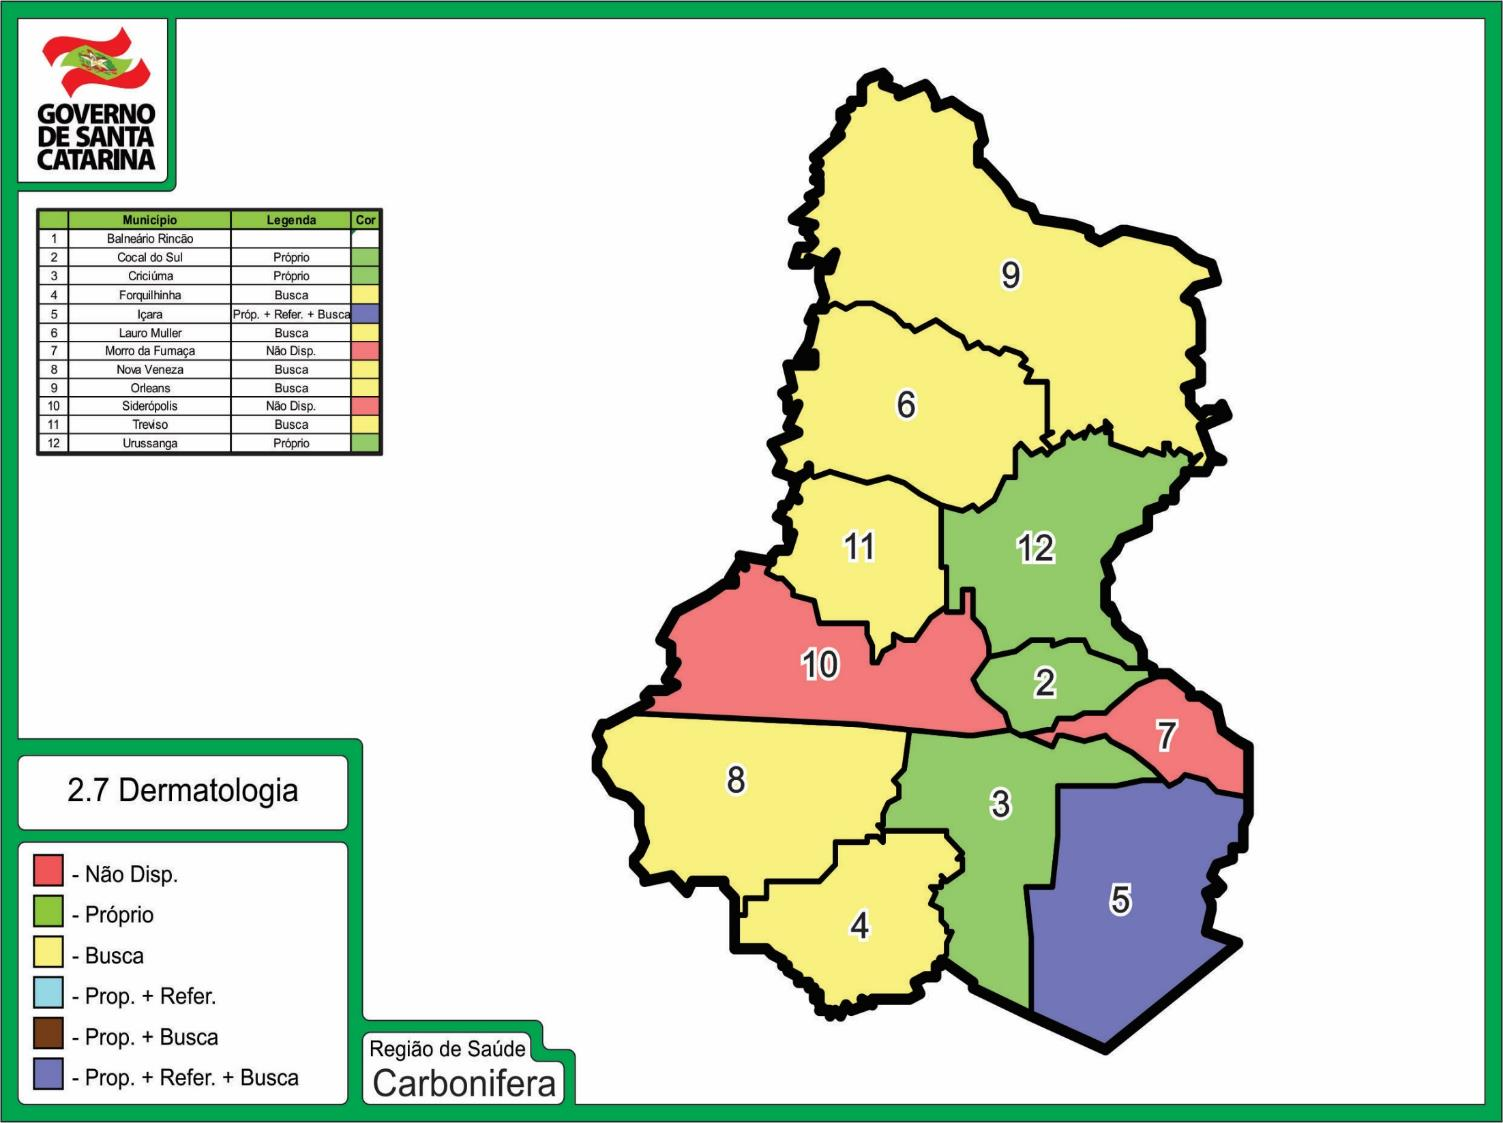 GOVERNO
DE SANTA
CATARINA
Município Legenda Cor
1 Balneário Rincão
2 Cocal do Sul Próprio
3 Criciúma Próprio
4 Forquilhinha Busca
5 Içara Próp. + Refer. + Busca
6 Lauro Muller Busca
7 Morro da Fumaça Não Disp.
8 Nova Veneza Busca
9 Orleans Busca
10 Siderópolis Não Disp.
11 Treviso Busca
12 Urussanga Próprio
9
6
11
12
10
2
7
8
3
5
4
2.7 Dermatologia
- Não Disp.
- Próprio
- Busca
- Prop. + Refer.
- Prop. + Busca
- Prop. + Refer. + Busca
Região de Saúde
Carbonifera